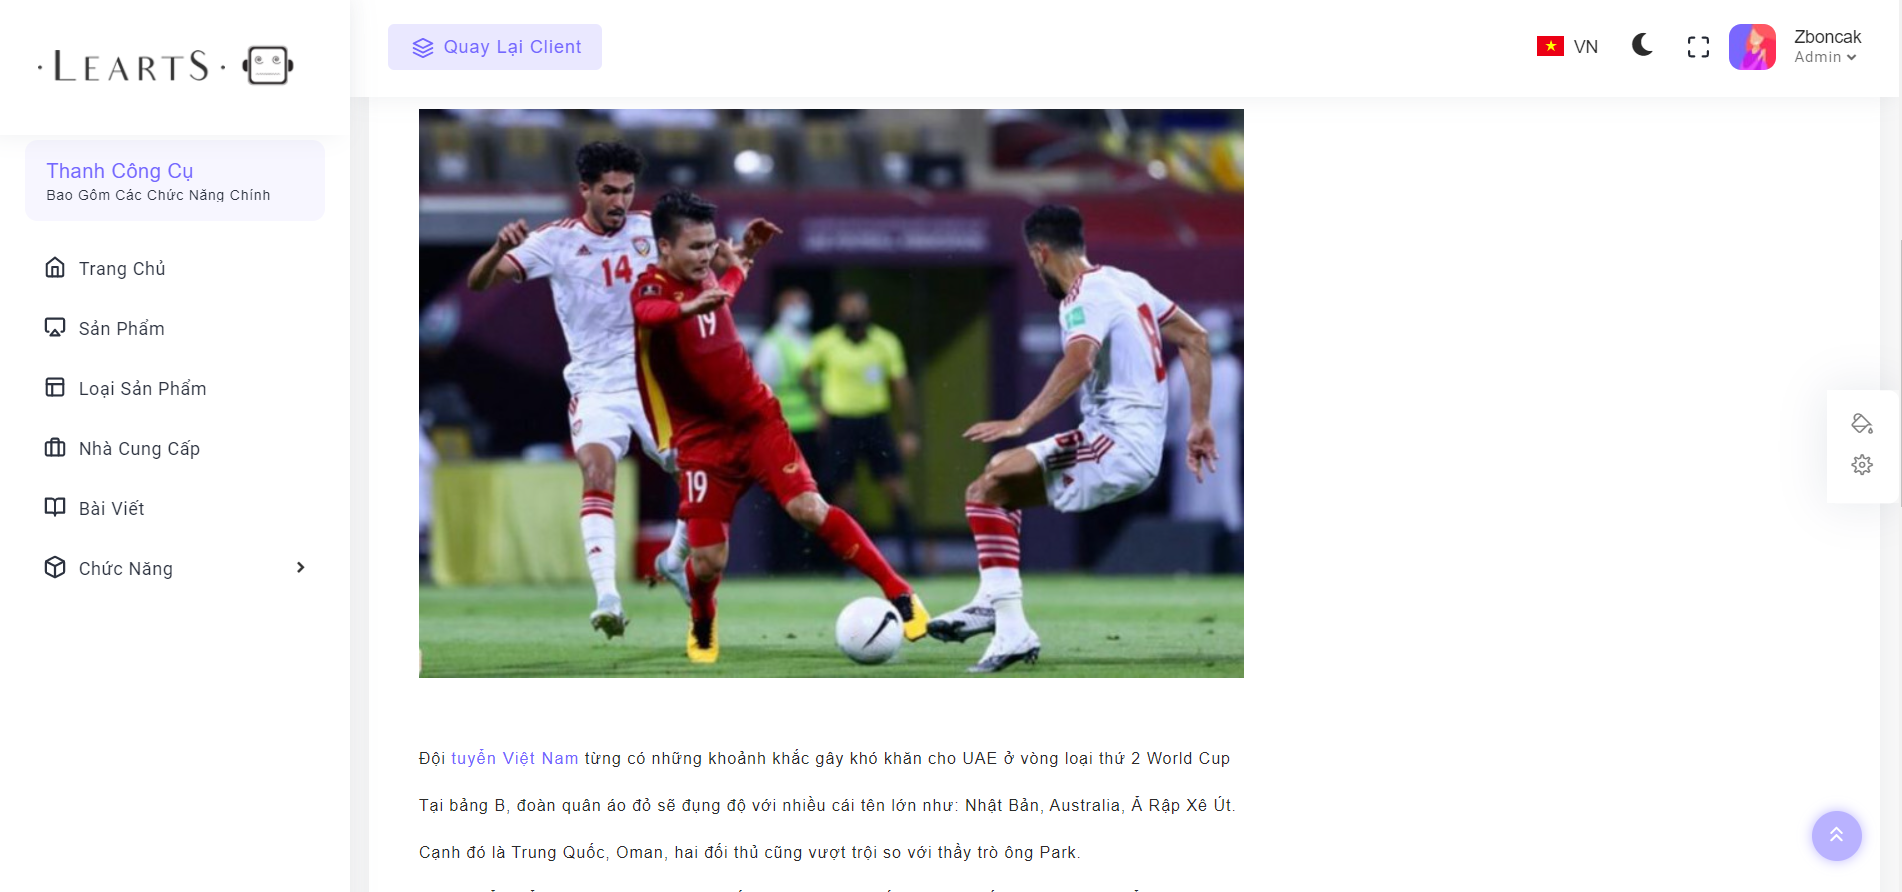 · LEARTS ·
Quay Lại Client
VN
Zboncak
Admin
Thanh Công Cụ
Bao Gôm Các Chức Năng Chính
Trang Chủ
Sản Phẩm
Loại Sản Phẩm
Nhà Cung Cấp
Bài Viết
Chức Năng
14
19
19
8
Đội tuyển Việt Nam từng có những khoảnh khắc gây khó khăn cho UAE ở vòng loại thứ 2 World Cup
Tại bảng B, đoàn quân áo đỏ sẽ đụng độ với nhiều cái tên lớn như: Nhật Bản, Australia, Ả Rập Xê Út.
Cạnh đó là Trung Quốc, Oman, hai đối thủ cũng vượt trội so với thầy trò ông Park.